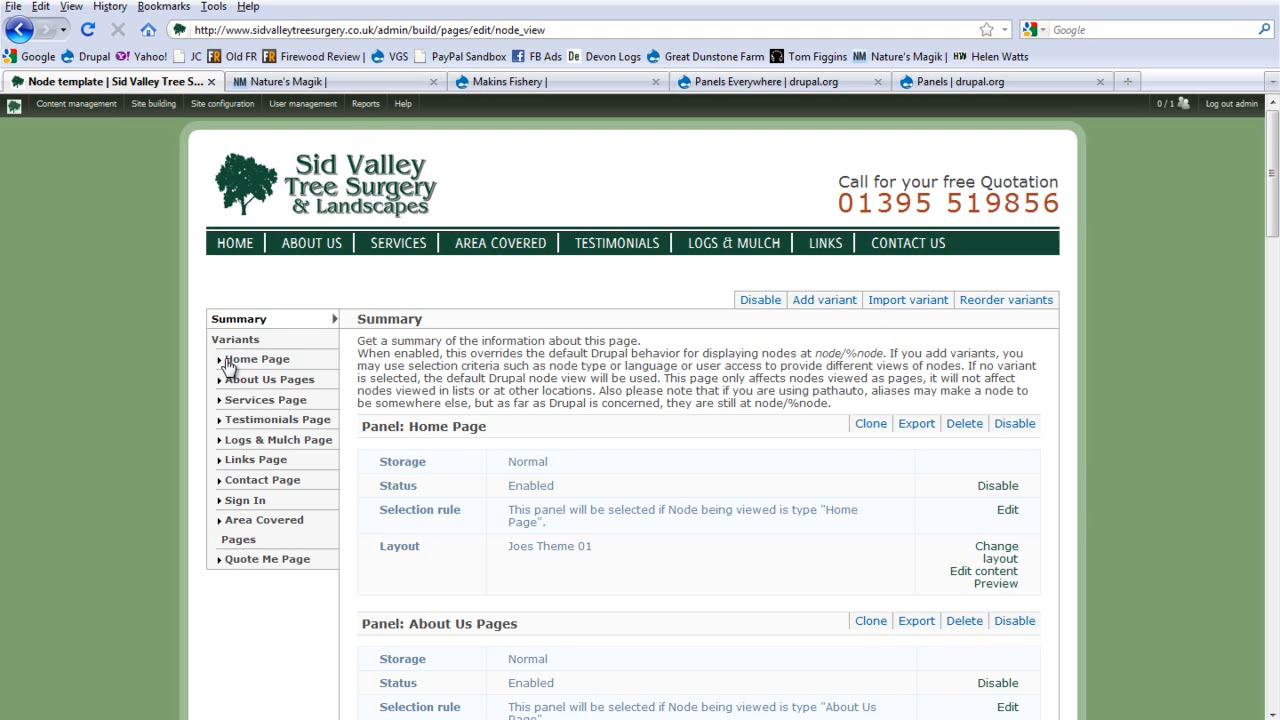 File Edit View History Bookmarks Tools Help
http://www.sidvalleytreesurgery.co.uk/admin/build/pages/edit/node_view
Google
Google Drupal Yahoo! JC Old FR Firewood Review | VGS PayPal Sandbox FB Ads Devon Logs Great Dunstone Farm Tom Figgins Nature's Magik | Helen Watts
Node template | Sid Valley Tree S... Nature's Magik | Makins Fishery | Panels Everywhere | drupal.org Panels | drupal.org
Content management Site building Site configuration User management Reports Help 0 / 1 Log out admin
Sid Valley
Tree Surgery
& Landscapes
Call for your free Quotation
01395 519856
HOME ABOUT US SERVICES AREA COVERED TESTIMONIALS LOGS & MULCH LINKS CONTACT US
Disable Add variant Import variant Reorder variants
Summary
Variants
Home Page
About Us Pages
Services Page
Testimonials Page
Logs & Mulch Page
Links Page
Contact Page
Sign In
Area Covered
Pages
Quote Me Page
Summary
Get a summary of the information about this page.
When enabled, this overrides the default Drupal behavior for displaying nodes at node/%node. If you add variants, you
may use selection criteria such as node type or language or user access to provide different views of nodes. If no variant
is selected, the default Drupal node view will be used. This page only affects nodes viewed as pages, it will not affect
nodes viewed in lists or at other locations. Also please note that if you are using pathauto, aliases may make a node to
be somewhere else, but as far as Drupal is concerned, they are still at node/%node.
Panel: Home Page Clone Export Delete Disable
Storage Normal
Status Enabled Disable
Selection rule This panel will be selected if Node being viewed is type "Home
Page". Edit
Layout Joes Theme 01 Change
layout
Edit content
Preview
Panel: About Us Pages Clone Export Delete Disable
Storage Normal
Status Enabled Disable
Selection rule This panel will be selected if Node being viewed is type "About Us Edit
Page".